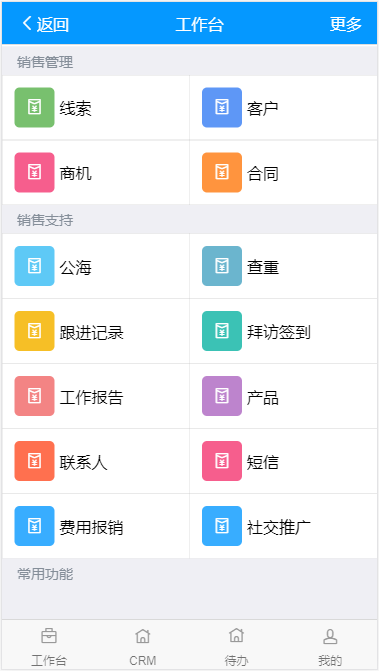 返回 工作台 更多
销售管理
线索 客户
商机 合同
销售支持
公海 查重
跟进记录 拜访签到
工作报告 产品
联系人 短信
费用报销 社交推广
常用功能
工作台 CRM 待办 我的